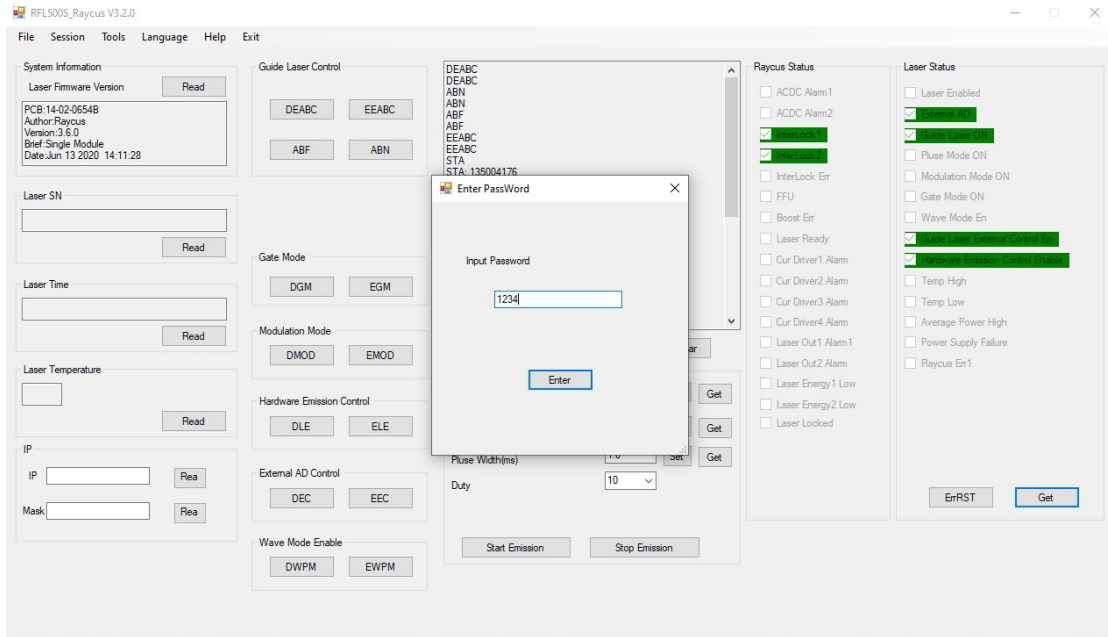 RFL500S_Raycus V3.2.0
File Session Tools Language Help Exit
System Information
Laser Firmware Version Read
PCB:14-02-0654B
Author:Raycus
Version:3.6.0
Brief:Single Module
Date:Jun 13 2020 14:11:28
Laser SN
Read
Laser Time
Read
Laser Temperature
Read
IP
IP Rea
Mask Rea
Guide Laser Control
DEABC EEABC
ABF ABN
Gate Mode
DGM EGM
Modulation Mode
DMOD EMOD
Hardware Emission Control
DLE ELE
External AD Control
DEC EEC
Wave Mode Enable
DWPM EWPM
DEABC
DEABC
ABN
ABN
ABF
ABF
EEABC
EEABC
STA
STA: 135004176
Enter PassWord
Input Password
1234
Enter
ar
Get
Get
Pluse Width(ms) 1.0 Set Get
Duty 10
Start Emission Stop Emission
Raycus Status
ACDC Alarm1
ACDC Alarm2
InterLock1
InterLock2
InterLock Err
FFU
Boost Err
Laser Ready
Cur Driver1 Alarm
Cur Driver2 Alarm
Cur Driver3 Alarm
Cur Driver4 Alarm
Laser Out1 Alarm1
Laser Out2 Alarm
Laser Energy1 Low
Laser Energy2 Low
Laser Locked
Laser Status
Laser Enabled
External AD
Guide Laser ON
Pluse Mode ON
Modulation Mode ON
Gate Mode ON
Wave Mode En
Guide Laser External Control En
Hardware Emission Control Enable
Temp High
Temp Low
Average Power High
Power Supply Failure
Raycus Err1
ErrRST Get